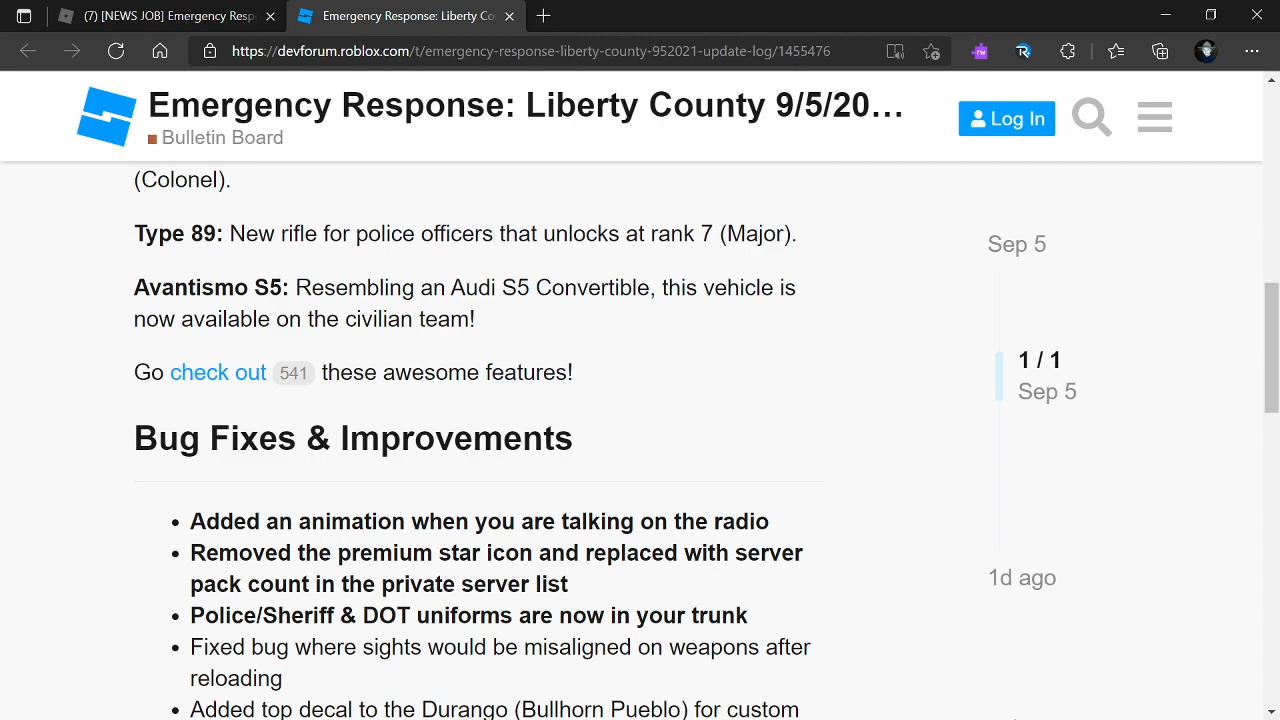 (7) [NEWS JOB] Emergency Resp
Emergency Response: Liberty Co
https://devforum.roblox.com/t/emergency-response-liberty-county-952021-update-log/1455476
Emergency Response: Liberty County 9/5/20...
Bulletin Board
Log In
(Colonel).
Type 89: New rifle for police officers that unlocks at rank 7 (Major).
Avantismo S5: Resembling an Audi S5 Convertible, this vehicle is
now available on the civilian team!
Go check out 541 these awesome features!
Bug Fixes & Improvements
• Added an animation when you are talking on the radio
• Removed the premium star icon and replaced with server
pack count in the private server list
• Police/Sheriff & DOT uniforms are now in your trunk
• Fixed bug where sights would be misaligned on weapons after
reloading
• Added top decal to the Durango (Bullhorn Pueblo) for custom
Sep 5
1 / 1
Sep 5
1d ago